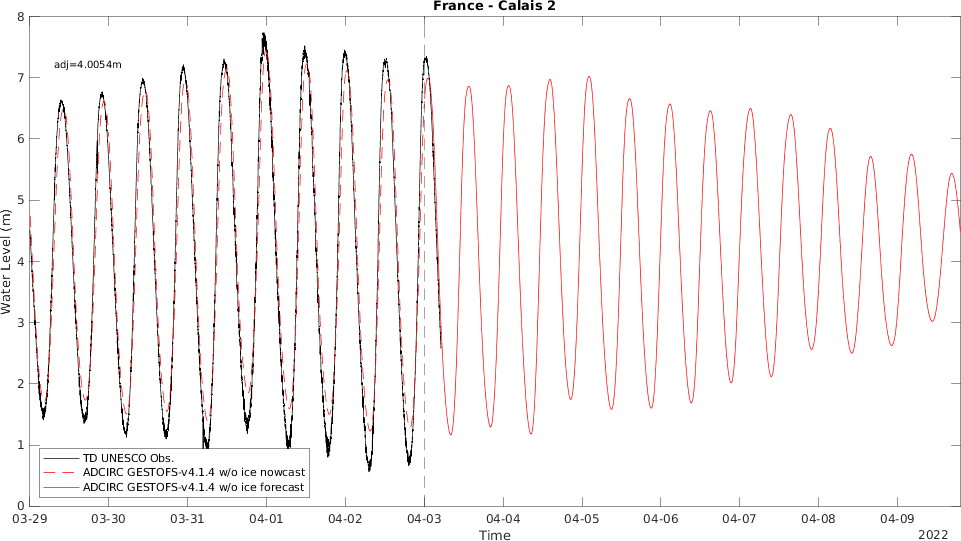 France - Calais 2
adj=4.0054m
8
7
6
5
4
3
2
1
0
Water Level (m)
TD UNESCO Obs.
ADCIRC GESTOFS-v4.1.4 w/o ice nowcast
ADCIRC GESTOFS-v4.1.4 w/o ice forecast
03-29 03-30 03-31 04-01 04-02 04-03 04-04 04-05 04-06 04-07 04-08 04-09
Time
2022